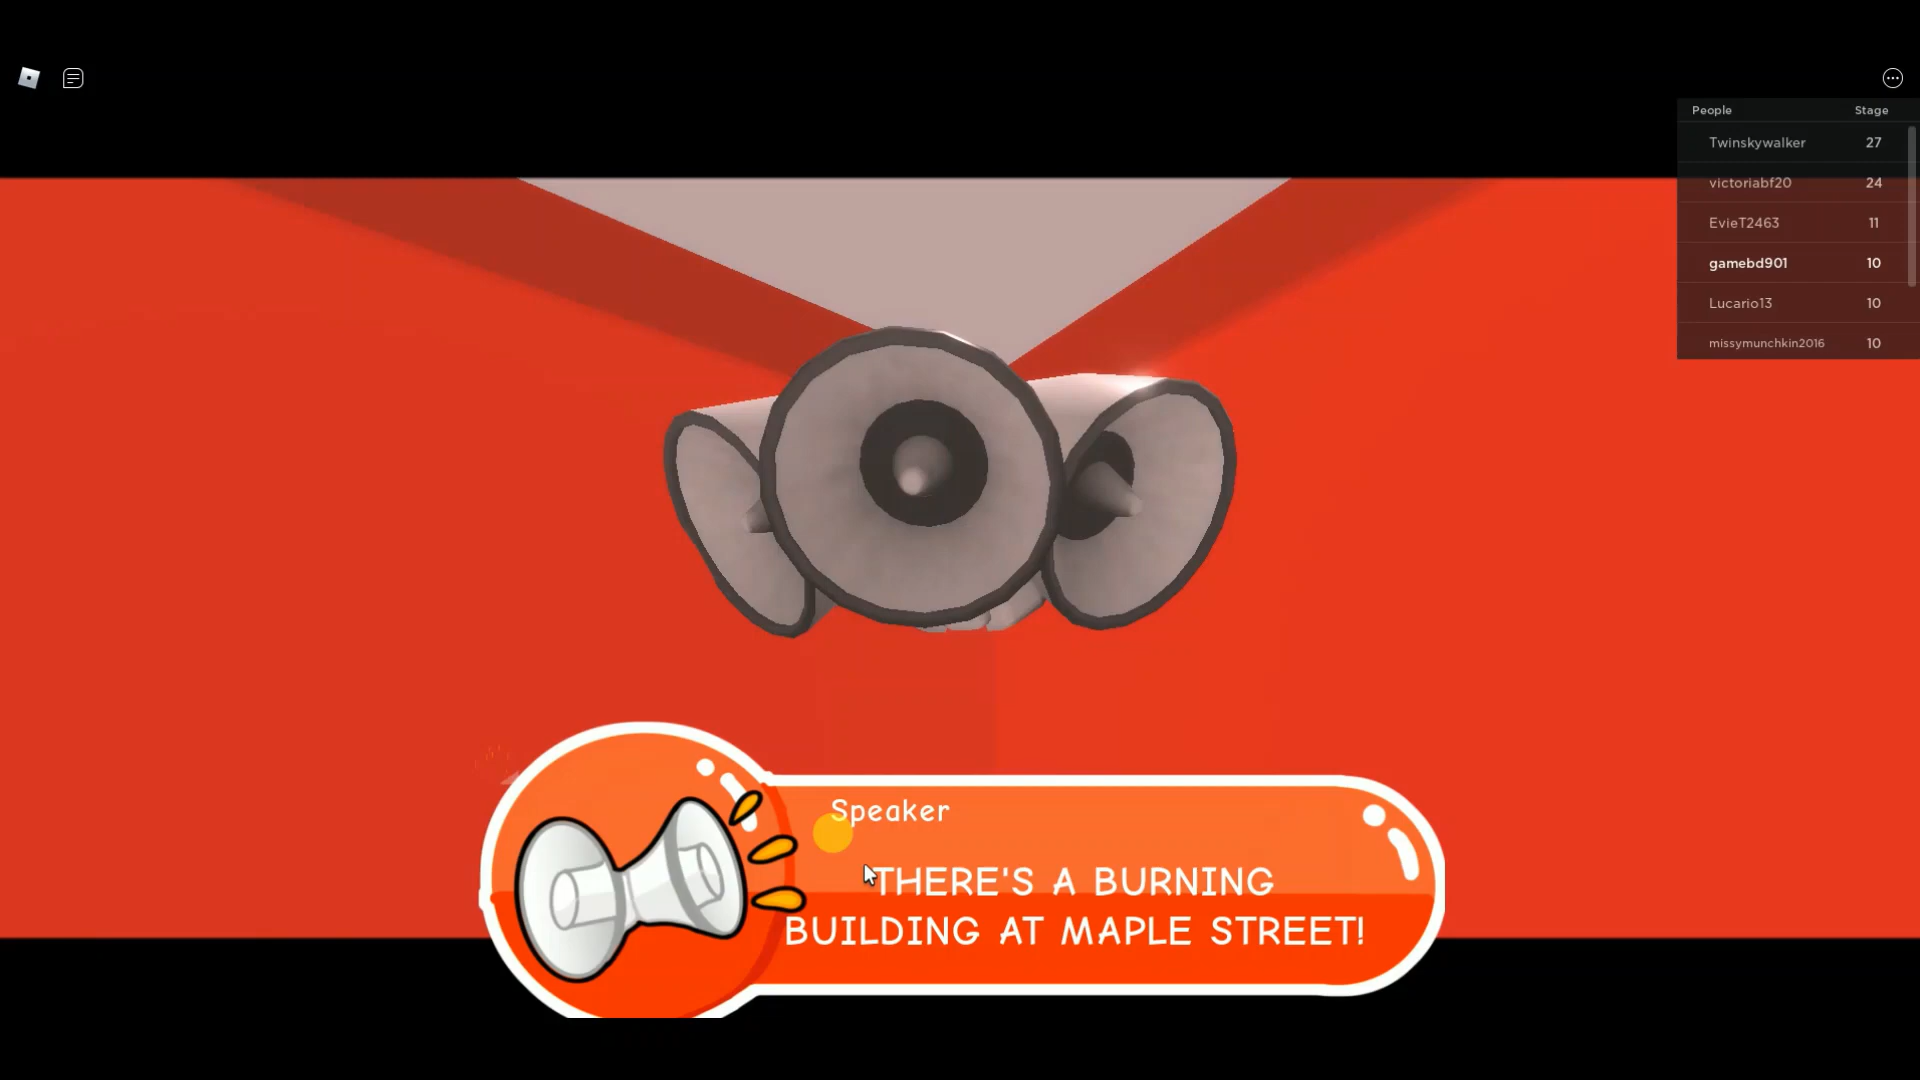 People Stage
Twinskywalker 27
victoriabf20 24
EvieT2463 11
gamebd901 10
Lucario13 10
missymunchkin2016 10
Speaker
THERE'S A BURNING
BUILDING AT MAPLE STREET!